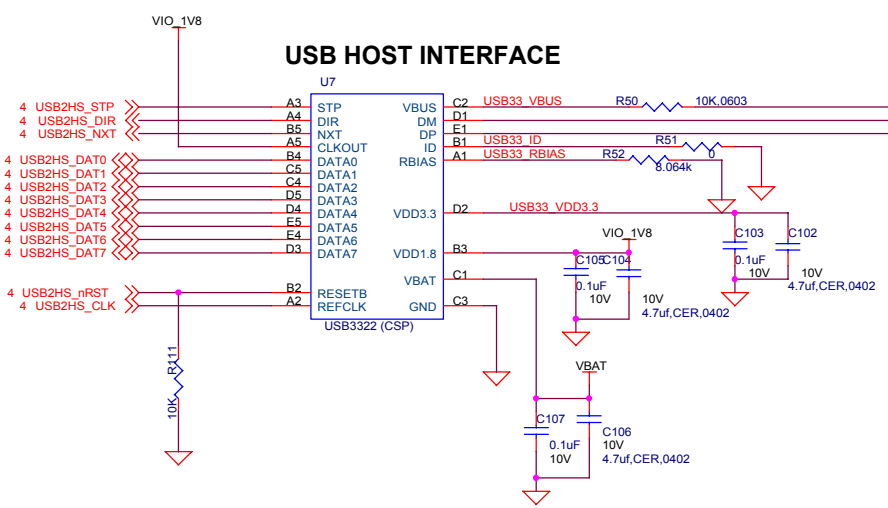 VIO_1V8
USB HOST INTERFACE
U7
4 USB2HS_STP A3 STP VBUS C2 USB33_VBUS R50 10K,0603
4 USB2HS_DIR A4 DIR DM D1
4 USB2HS_NXT B5 NXT DP E1
A5 CLKOUT ID B1 USB33_ID R51 0
4 USB2HS_DAT0 B4 DATA0 RBIAS A1 USB33_RBIAS R52 8.064k
4 USB2HS_DAT1 C5 DATA1
4 USB2HS_DAT2 C4 DATA2
4 USB2HS_DAT3 D5 DATA3
4 USB2HS_DAT4 D4 DATA4 VDD3.3 D2 USB33_VDD3.3
4 USB2HS_DAT5 E5 DATA5
4 USB2HS_DAT6 E4 DATA6
4 USB2HS_DAT7 D3 DATA7 VDD1.8 B3 VIO_1V8
C103 0.1uF 10V
C102 10V 4.7uf,CER,0402
C105 0.1uF 10V
C104 10V 4.7uf,CER,0402
VBAT C1
4 USB2HS_nRST B2 RESETB
4 USB2HS_CLK A2 REFCLK GND C3
USB3322 (CSP)
R111
10K
VBAT
C107 0.1uF 10V
C106 10V 4.7uf,CER,0402